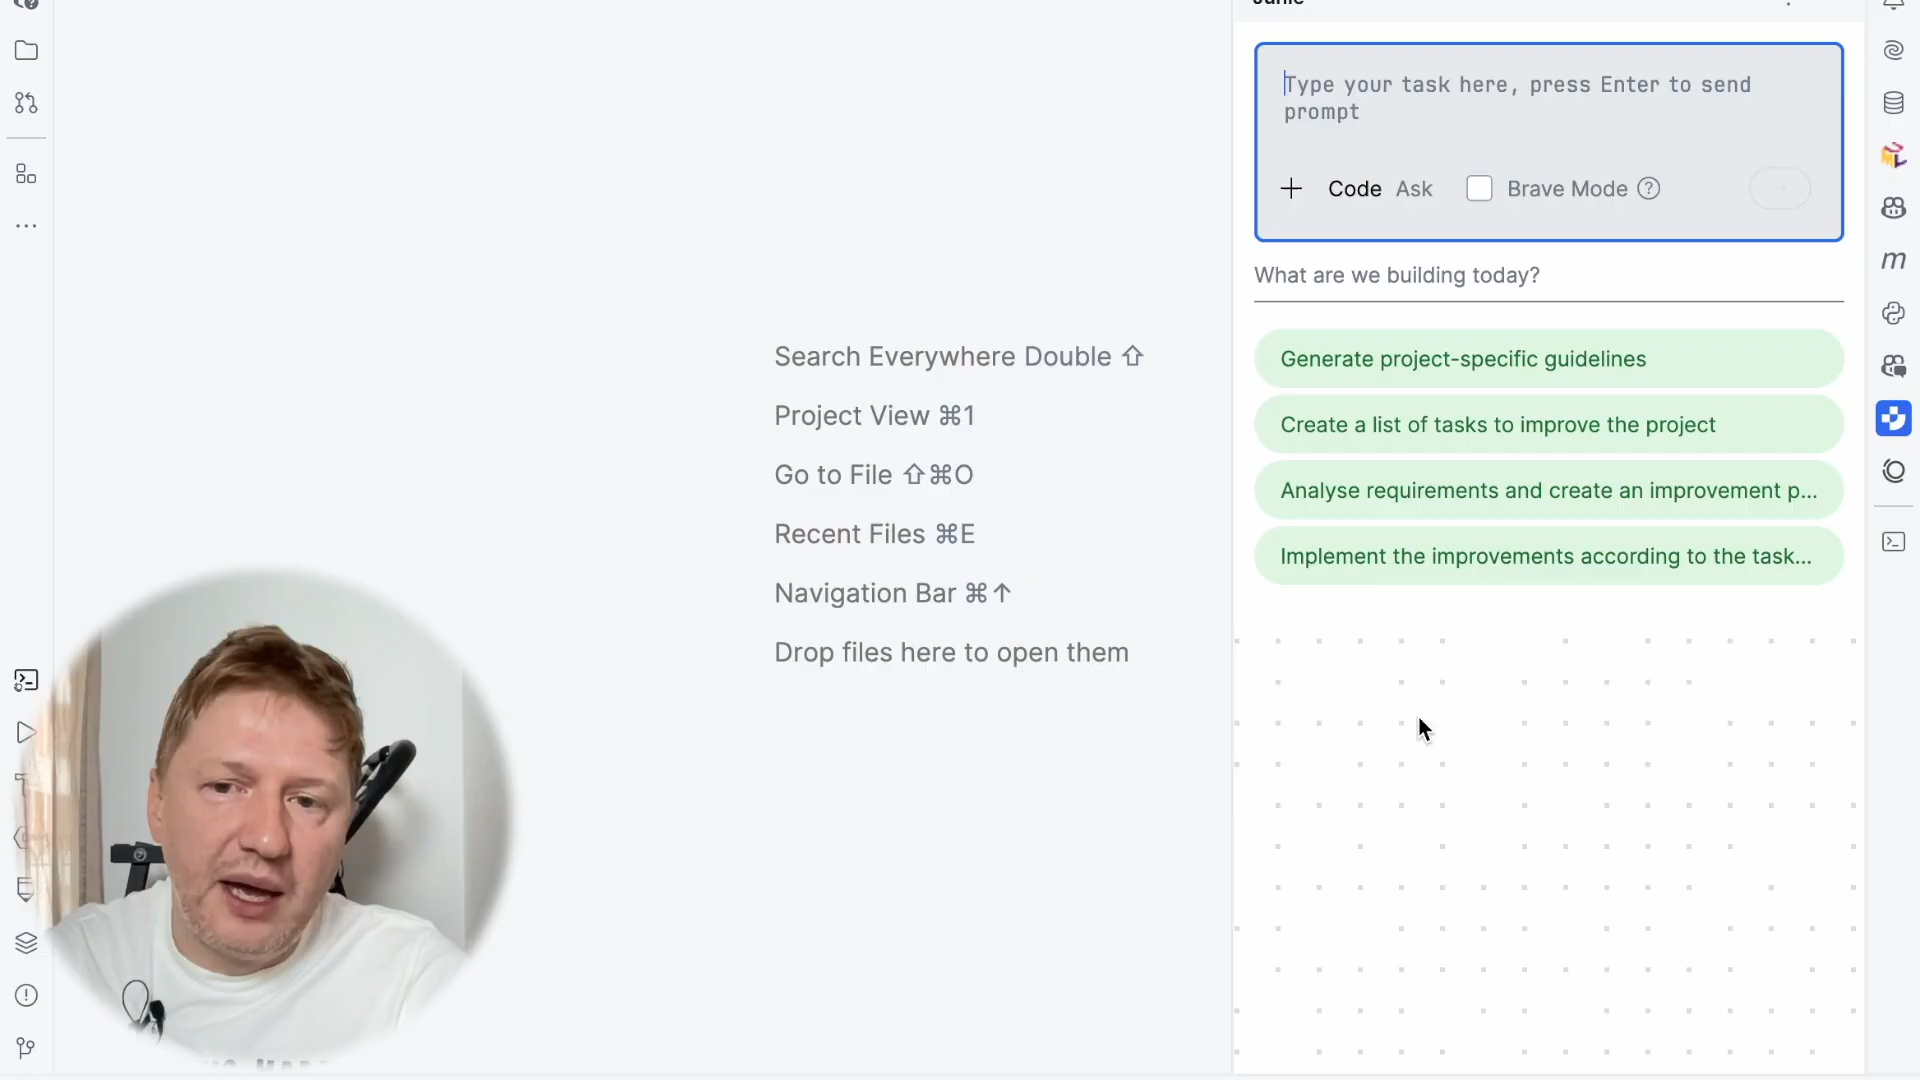 Type your task here, press Enter to send
prompt
Code Ask Brave Mode
What are we building today?
Generate project-specific guidelines
Create a list of tasks to improve the project
Analyse requirements and create an improvement p...
Implement the improvements according to the task...
Search Everywhere Double ⇧
Project View ⌘1
Go to File ⇧⌘O
Recent Files ⌘E
Navigation Bar ⌘↑
Drop files here to open them